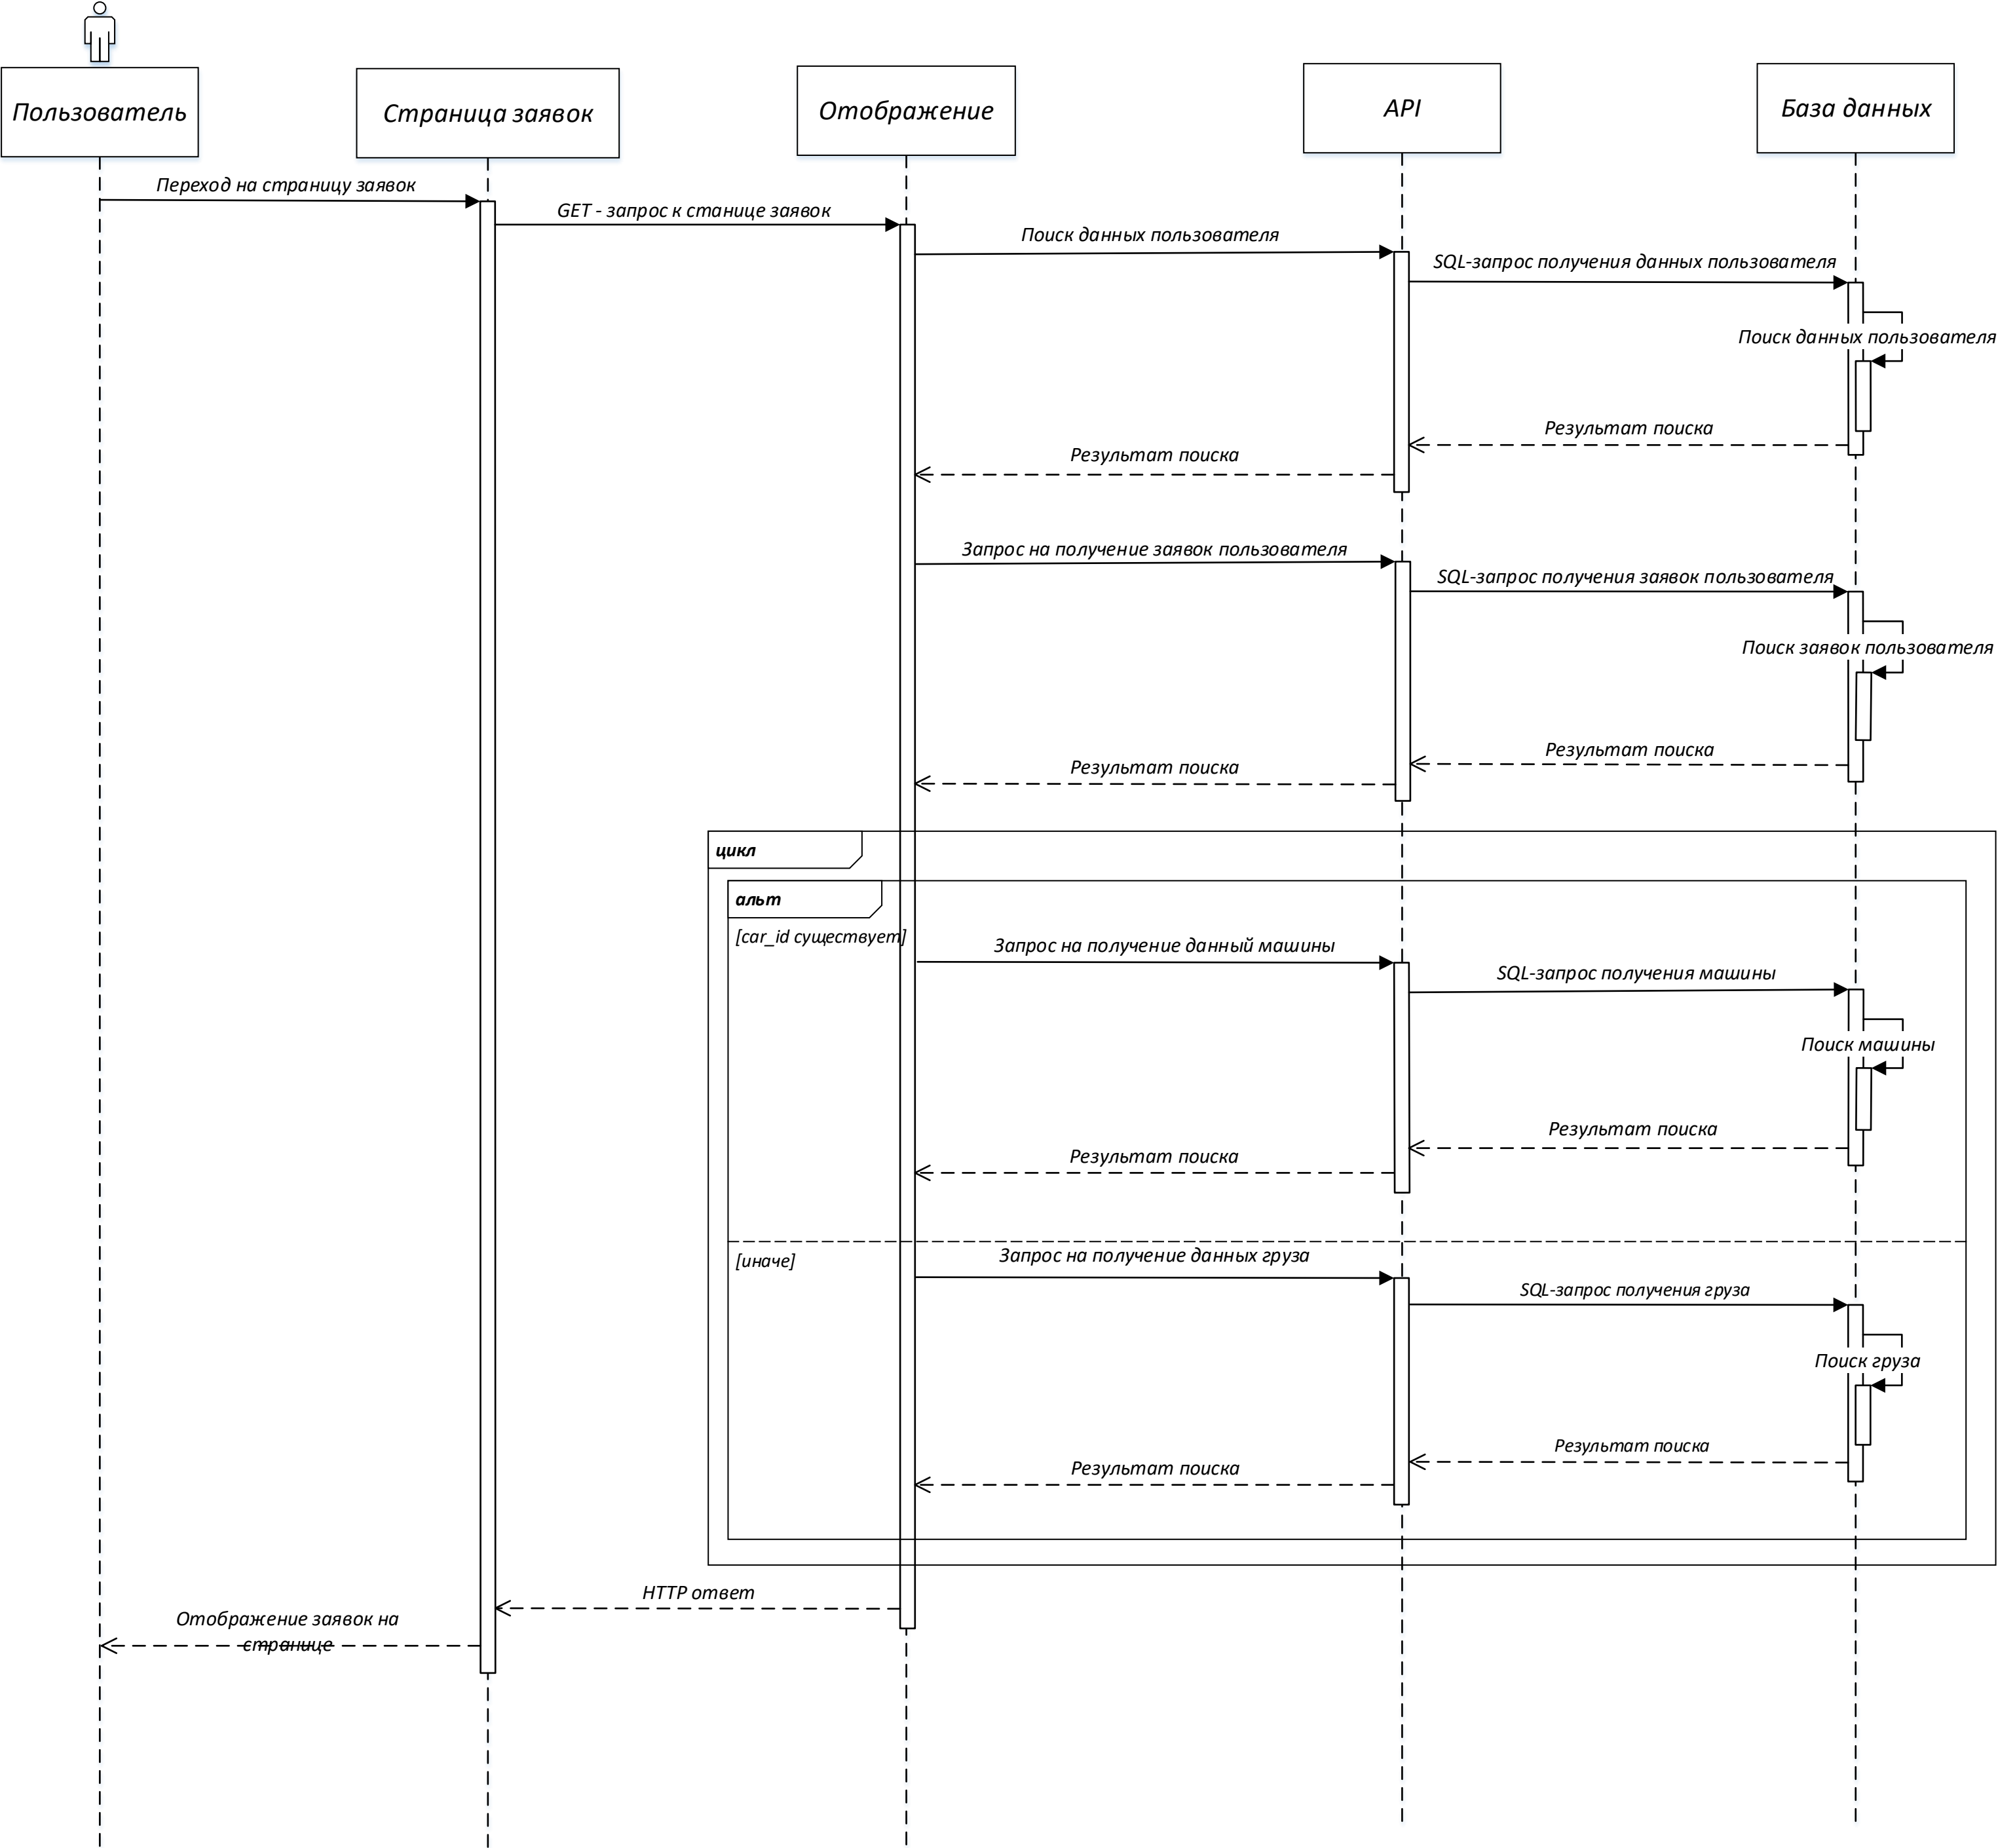 Пользователь
Страница заявок
Отображение
API
База данных
Переход на страницу заявок
GET - запрос к станице заявок
Поиск данных пользователя
SQL-запрос получения данных пользователя
Поиск данных пользователя
Результат поиска
Результат поиска
Запрос на получение заявок пользователя
SQL-запрос получения заявок пользователя
Поиск заявок пользователя
Результат поиска
Результат поиска
цикл
альт
[car_id существует]
Запрос на получение данный машины
SQL-запрос получения машины
Поиск машины
Результат поиска
Результат поиска
[иначе]
Запрос на получение данных груза
SQL-запрос получения груза
Поиск груза
Результат поиска
Результат поиска
HTTP ответ
Отображение заявок на
странице